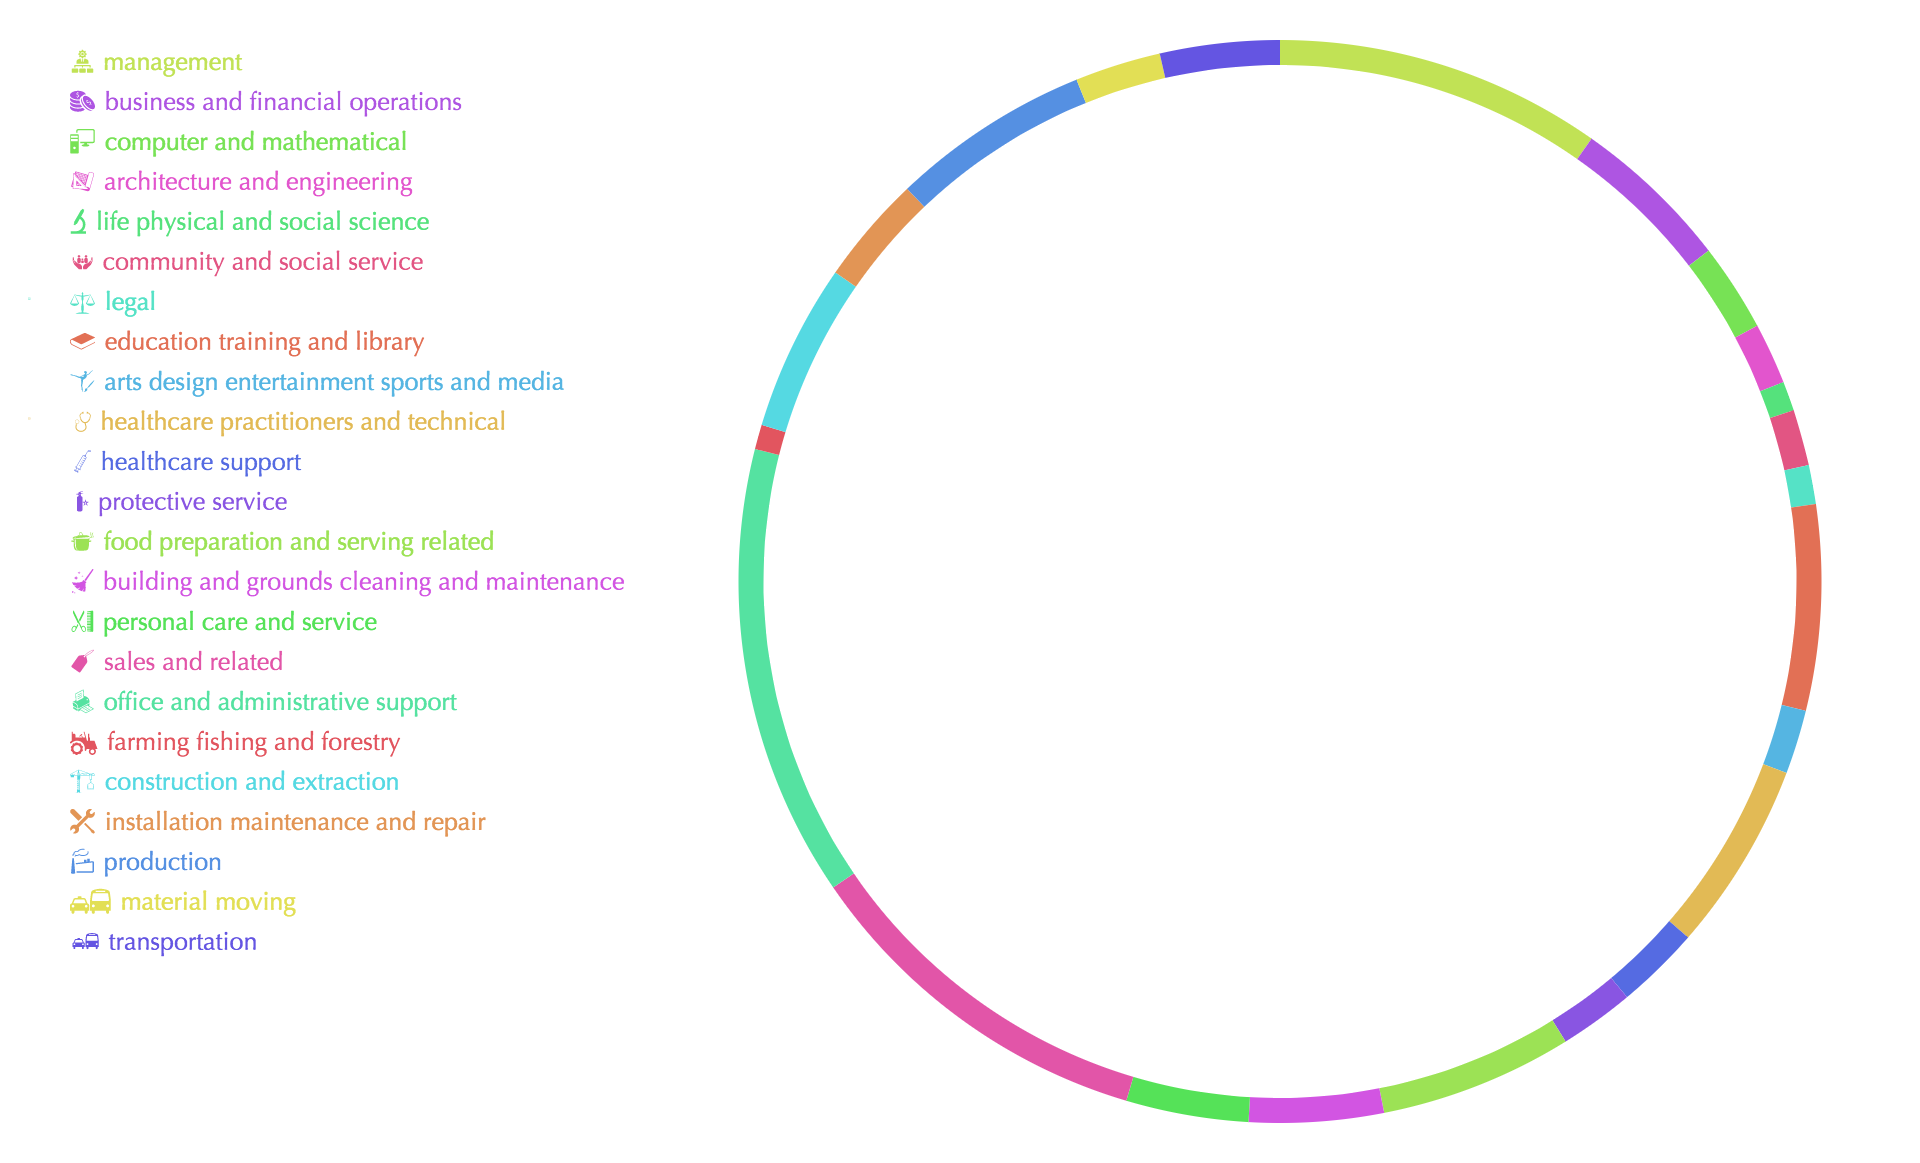 management
business and financial operations
computer and mathematical
architecture and engineering
life physical and social science
community and social service
legal
education training and library
arts design entertainment sports and media
healthcare practitioners and technical
healthcare support
protective service
food preparation and serving related
building and grounds cleaning and maintenance
personal care and service
sales and related
office and administrative support
farming fishing and forestry
construction and extraction
installation maintenance and repair
production
material moving
transportation